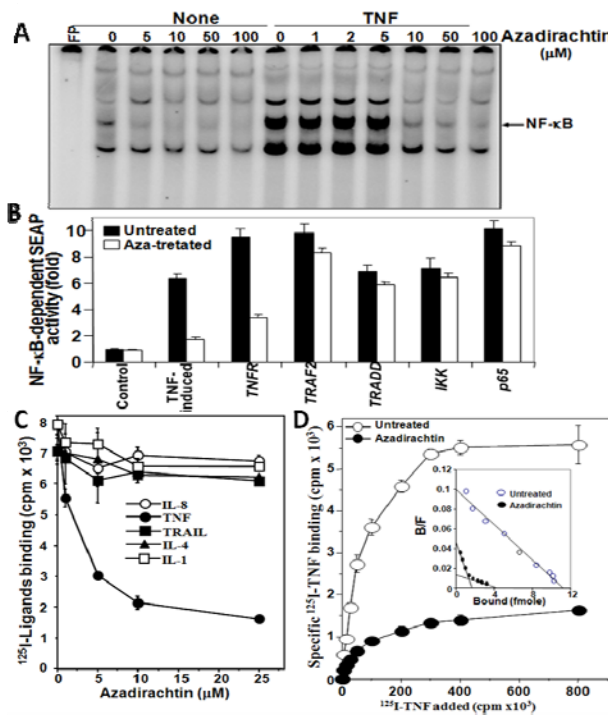 A
None
TNF
FP
0 5 10 50 100
0 1 2 5 10 50 100
Azadirachtin
(μM)
NF-κB
B
NF-κB-dependent SEAP
activity (fold)
10
8
6
4
2
0
Untreated
Aza-tretated
Control
TNF-
induced
TNFR
TRAF2
TRADD
IKK
p65
C
¹²⁵I-Ligands binding (cpm x 10³)
8
7
6
5
4
3
2
1
0
IL-8
TNF
TRAIL
IL-4
IL-1
0 5 10 15 20 25
Azadirachtin (μM)
D
Untreated
Azadirachtin
Specific ¹²⁵I-TNF binding (cpm x 10³)
6
5
4
3
2
1
0
B/F
0.12
0.1
0.08
0.06
0.04
0.02
0
Untreated
Azadirachtin
0 4 8 12
Bound (fmole)
0 200 400 600 800
¹²⁵I-TNF added (cpm x10³)